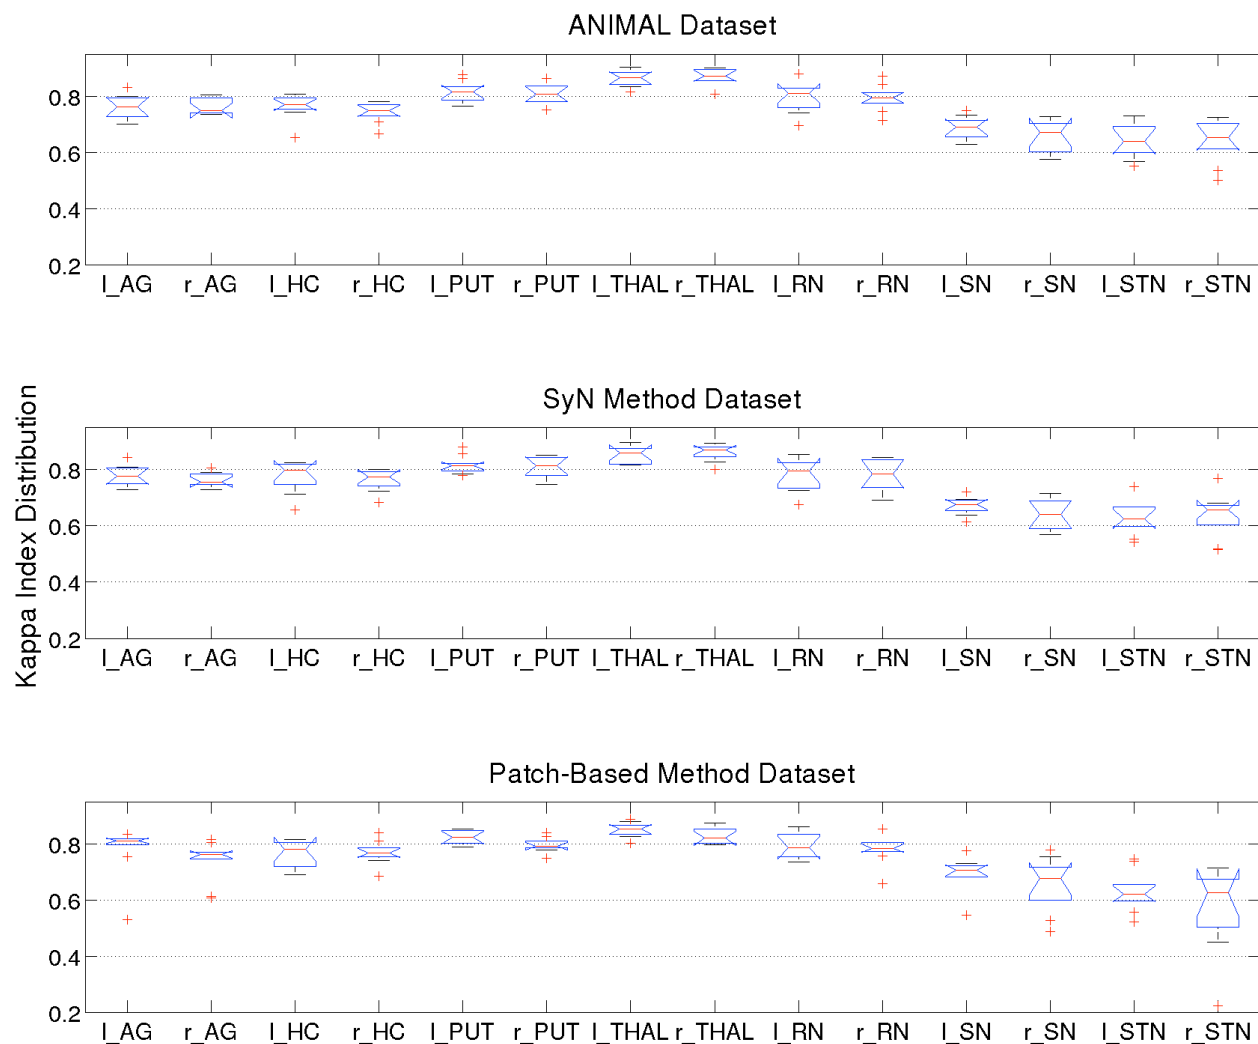 ANIMAL Dataset
0.8
0.6
0.4
0.2
l_AG r_AG l_HC r_HC l_PUT r_PUT l_THAL r_THAL l_RN r_RN l_SN r_SN l_STN r_STN
Kappa Index Distribution
SyN Method Dataset
0.8
0.6
0.4
0.2
l_AG r_AG l_HC r_HC l_PUT r_PUT l_THAL r_THAL l_RN r_RN l_SN r_SN l_STN r_STN
Patch-Based Method Dataset
0.8
0.6
0.4
0.2
l_AG r_AG l_HC r_HC l_PUT r_PUT l_THAL r_THAL l_RN r_RN l_SN r_SN l_STN r_STN